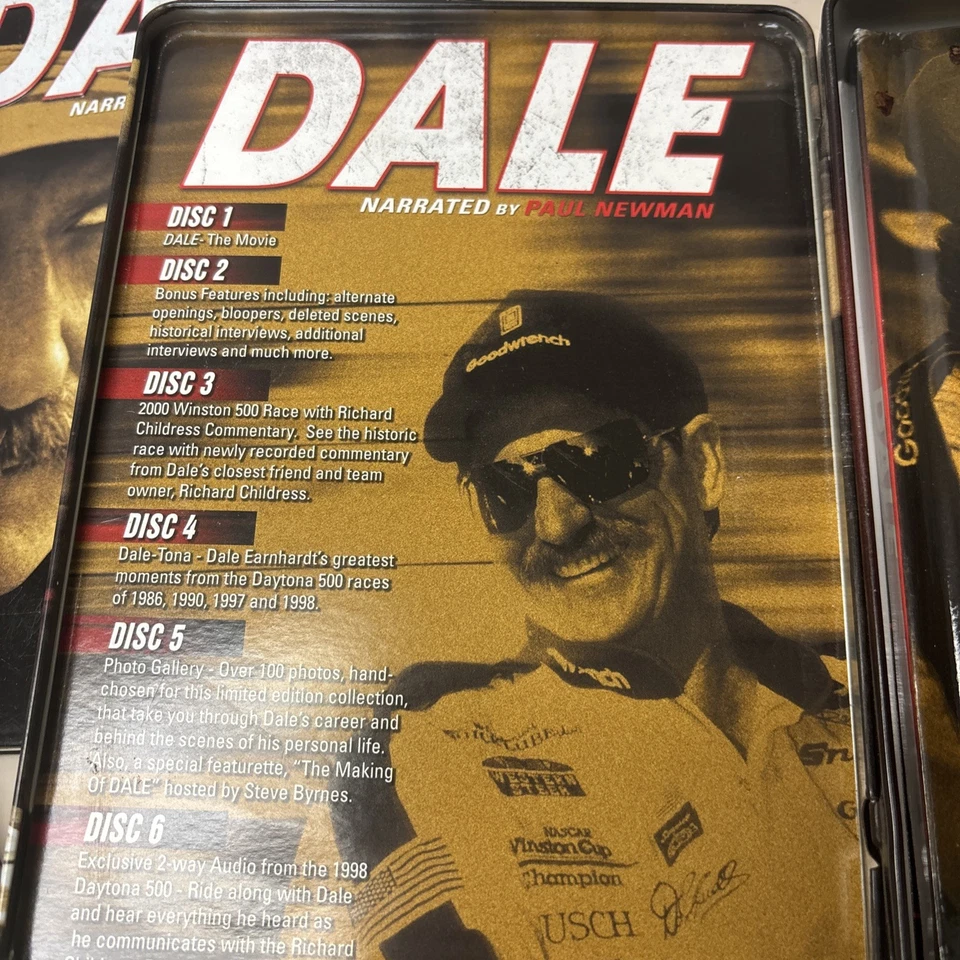 DA
NARR
DALE
NARRATED BY PAUL NEWMAN
DISC 1
DALE- The Movie
DISC 2
Bonus Features including: alternate
openings, bloopers, deleted scenes,
historical interviews, additional
interviews and much more.
DISC 3
2000 Winston 500 Race with Richard
Childress Commentary. See the historic
race with newly recorded commentary
from Dale's closest friend and team
owner, Richard Childress.
DISC 4
Dale-Tona - Dale Earnhardt's greatest
moments from the Daytona 500 races
of 1986, 1990, 1997 and 1998.
DISC 5
Photo Gallery - Over 100 photos, hand-
chosen for this limited edition collection,
that take you through Dale's career and
behind the scenes of his personal life.
Also, a special featurette, "The Making
Of DALE" hosted by Steve Byrnes.
DISC 6
Exclusive 2-way Audio from the 1998
Daytona 500 - Ride along with Dale
and hear everything he heard as
he communicates with the Richard
Goodwrench
WESTERN
STEER
NASCAR
Winston Cup
Champion
USCH
Sn